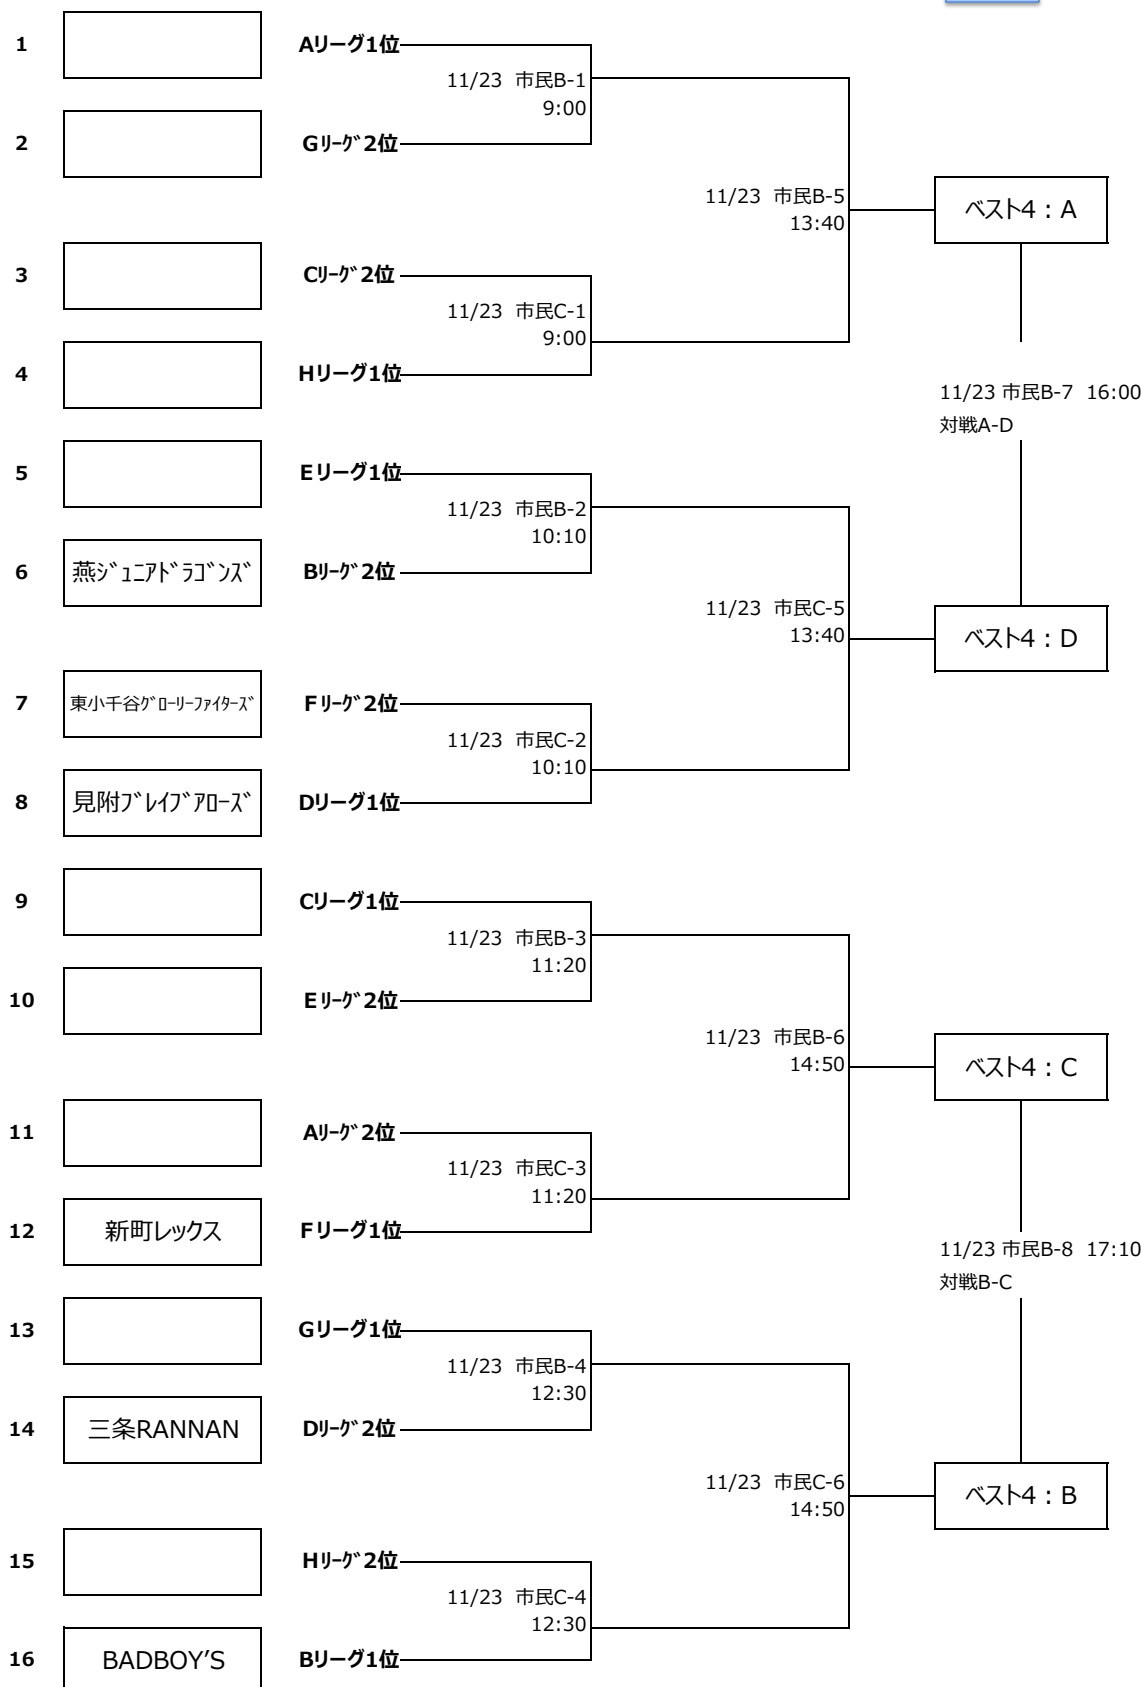 1 Aリーグ1位
11/23 市民B-1
9:00
2 Gﾘｰｸﾞ2位
11/23 市民B-5
13:40
ベスト4：A
3 Cﾘｰｸﾞ2位
11/23 市民C-1
9:00
4 Hリーグ1位
11/23 市民B-7 16:00
対戦A-D
5 Eリーグ1位
11/23 市民B-2
10:10
6 燕ｼﾞｭﾆｱﾄﾞﾗｺﾞﾝｽﾞ Bﾘｰｸﾞ2位
11/23 市民C-5
13:40
ベスト4：D
7 東小千谷ｸﾞﾛｰﾘｰﾌｧｲﾀｰｽﾞ Fﾘｰｸﾞ2位
11/23 市民C-2
10:10
8 見附ﾌﾞﾚｲﾌﾞｱﾛｰｽﾞ Dリーグ1位
9 Cリーグ1位
11/23 市民B-3
11:20
10 Eﾘｰｸﾞ2位
11/23 市民B-6
14:50
ベスト4：C
11 Aﾘｰｸﾞ2位
11/23 市民C-3
11:20
12 新町レックス Fリーグ1位
11/23 市民B-8 17:10
対戦B-C
13 Gリーグ1位
11/23 市民B-4
12:30
14 三条RANNAN Dﾘｰｸﾞ2位
11/23 市民C-6
14:50
ベスト4：B
15 Hﾘｰｸﾞ2位
11/23 市民C-4
12:30
16 BADBOY’S Bリーグ1位